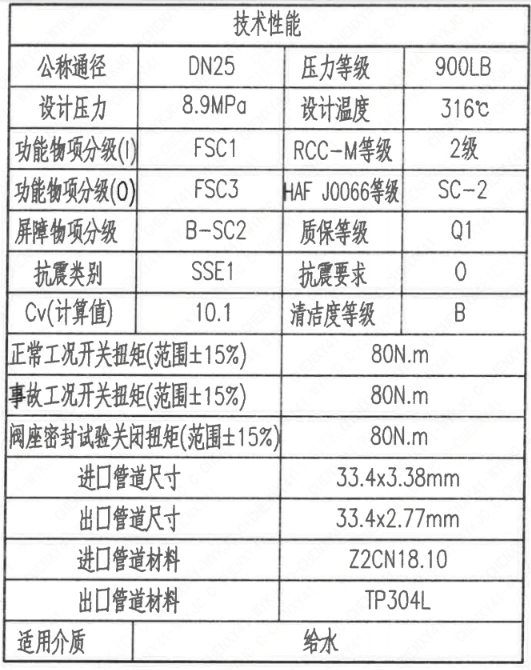 技术性能
公称通径 DN25 压力等级 900LB
设计压力 8.9MPa 设计温度 316℃
功能物项分级(I) FSC1 RCC-M等级 2级
功能物项分级(O) FSC3 HAF J0066等级 SC-2
屏障物项分级 B-SC2 质保等级 Q1
抗震类别 SSE1 抗震要求 O
Cv(计算值) 10.1 清洁度等级 B
正常工况开关扭矩(范围±15%) 80N.m
事故工况开关扭矩(范围±15%) 80N.m
阀座密封试验关闭扭矩(范围±15%) 80N.m
进口管道尺寸 33.4x3.38mm
出口管道尺寸 33.4x2.77mm
进口管道材料 Z2CN18.10
出口管道材料 TP304L
适用介质 给水